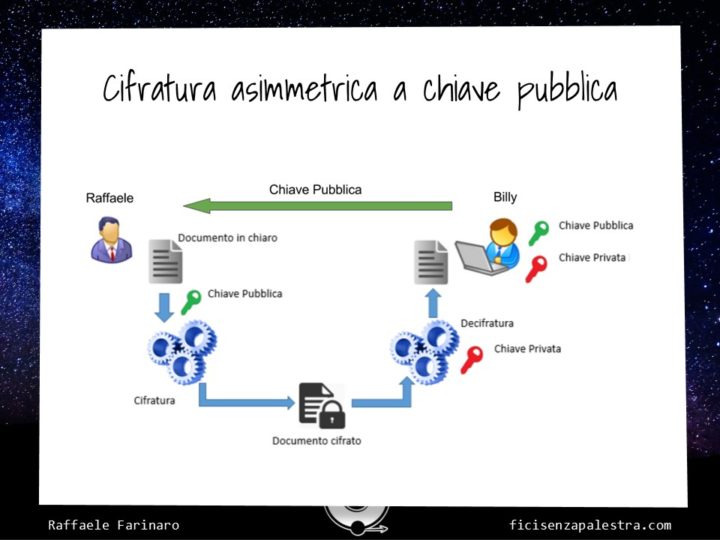 Cifratura asimmetrica a chiave pubblica
Chiave Pubblica
Raffaele
Billy
Documento in chiaro
Chiave Pubblica
Chiave Privata
Chiave Pubblica
Decifratura
Chiave Privata
Cifratura
Documento cifrato
Raffaele Farinaro
ficisenzapalestra.com